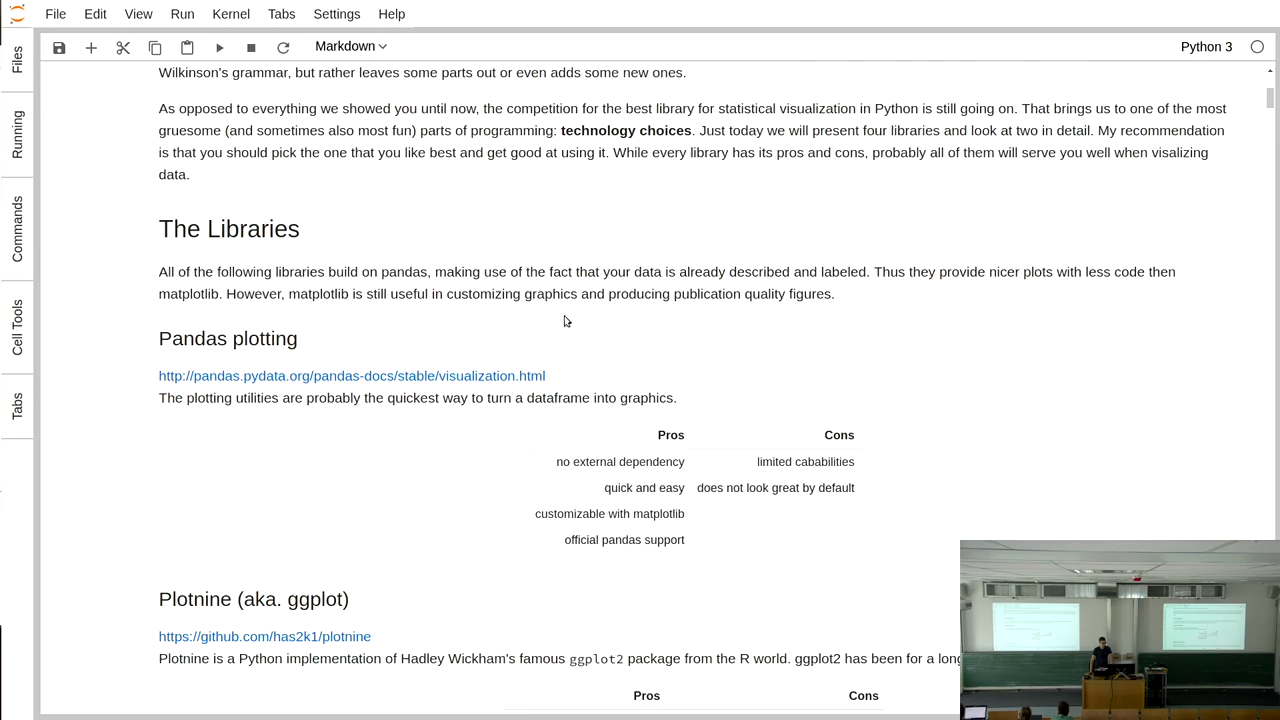 File Edit View Run Kernel Tabs Settings Help
Markdown Python 3
Files
Running
Commands
Cell Tools
Tabs
Wilkinson's grammar, but rather leaves some parts out or even adds some new ones.
As opposed to everything we showed you until now, the competition for the best library for statistical visualization in Python is still going on. That brings us to one of the most
gruesome (and sometimes also most fun) parts of programming: technology choices. Just today we will present four libraries and look at two in detail. My recommendation
is that you should pick the one that you like best and get good at using it. While every library has its pros and cons, probably all of them will serve you well when visalizing
data.
The Libraries
All of the following libraries build on pandas, making use of the fact that your data is already described and labeled. Thus they provide nicer plots with less code then
matplotlib. However, matplotlib is still useful in customizing graphics and producing publication quality figures.
Pandas plotting
http://pandas.pydata.org/pandas-docs/stable/visualization.html
The plotting utilities are probably the quickest way to turn a dataframe into graphics.
Pros Cons
no external dependency limited cababilities
quick and easy does not look great by default
customizable with matplotlib
official pandas support
Plotnine (aka. ggplot)
https://github.com/has2k1/plotnine
Plotnine is a Python implementation of Hadley Wickham's famous ggplot2 package from the R world. ggplot2 has been for a long
Pros Cons